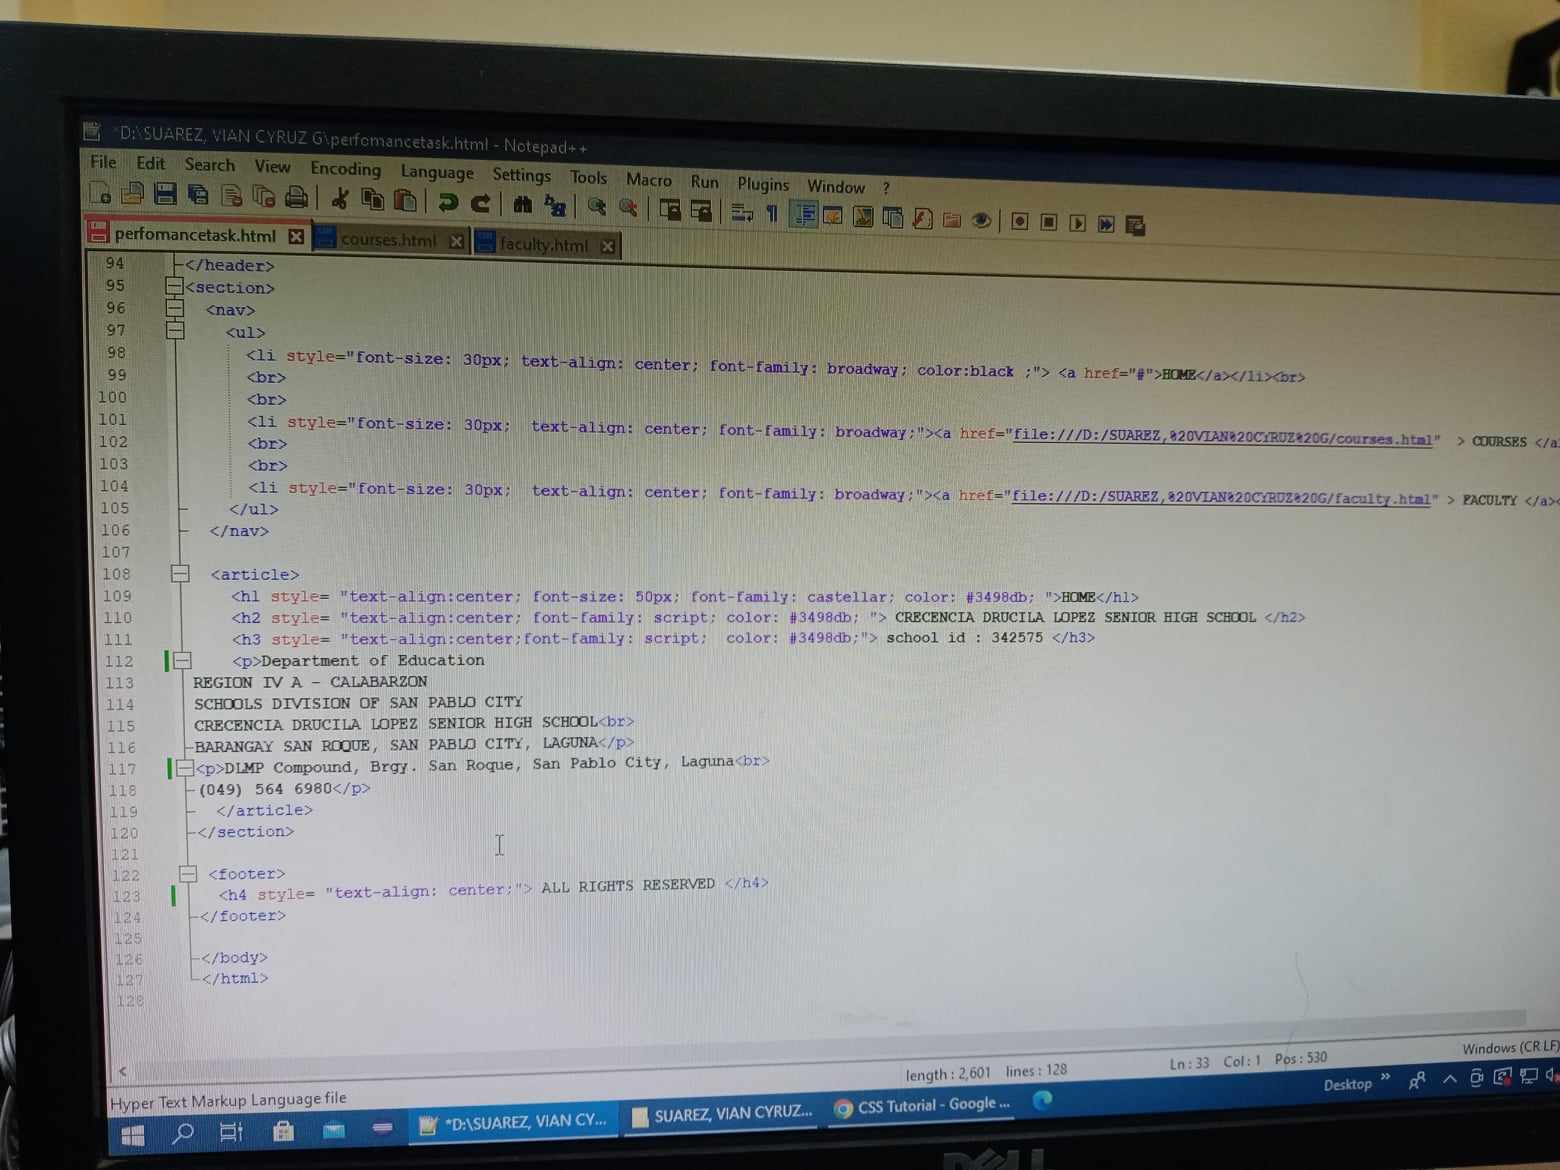 *D:\SUAREZ, VIAN CYRUZ G\perfomancetask.html - Notepad++
File Edit Search View Encoding Language Settings Tools Macro Run Plugins Window ?
perfomancetask.html courses.html faculty.html
94 </header>
95 <section>
96 <nav>
97 <ul>
98 <li style="font-size: 30px; text-align: center; font-family: broadway; color:black ;"> <a href="#">HOME</a></li><br>
99 <br>
100 <br>
101 <li style="font-size: 30px;  text-align: center; font-family: broadway;"><a href="file:///D:/SUAREZ,%20VIAN%20CYRUZ%20G/courses.html"  > COURSES </a
102 <br>
103 <br>
104 <li style="font-size: 30px;  text-align: center; font-family: broadway;"><a href="file:///D:/SUAREZ,%20VIAN%20CYRUZ%20G/faculty.html" > FACULTY </a>
105 </ul>
106 </nav>
107
108 <article>
109 <h1 style= "text-align:center; font-size: 50px; font-family: castellar; color: #3498db; ">HOME</h1>
110 <h2 style= "text-align:center; font-family: script; color: #3498db; "> CRECENCIA DRUCILA LOPEZ SENIOR HIGH SCHOOL </h2>
111 <h3 style= "text-align:center;font-family: script;  color: #3498db;"> school id : 342575 </h3>
112 <p>Department of Education
113 REGION IV A - CALABARZON
114 SCHOOLS DIVISION OF SAN PABLO CITY
115 CRECENCIA DRUCILA LOPEZ SENIOR HIGH SCHOOL<br>
116 BARANGAY SAN ROQUE, SAN PABLO CITY, LAGUNA</p>
117 <p>DLMP Compound, Brgy. San Roque, San Pablo City, Laguna<br>
118 (049) 564 6980</p>
119 </article>
120 </section>
121
122 <footer>
123 <h4 style= "text-align: center;"> ALL RIGHTS RESERVED </h4>
124 </footer>
125
126 </body>
127 </html>
128
length : 2,601 lines : 128 Ln : 33 Col : 1 Pos : 530 Windows (CR LF)
Hyper Text Markup Language file
*D:\SUAREZ, VIAN CY... SUAREZ, VIAN CYRUZ... CSS Tutorial - Google ... Desktop
DELL